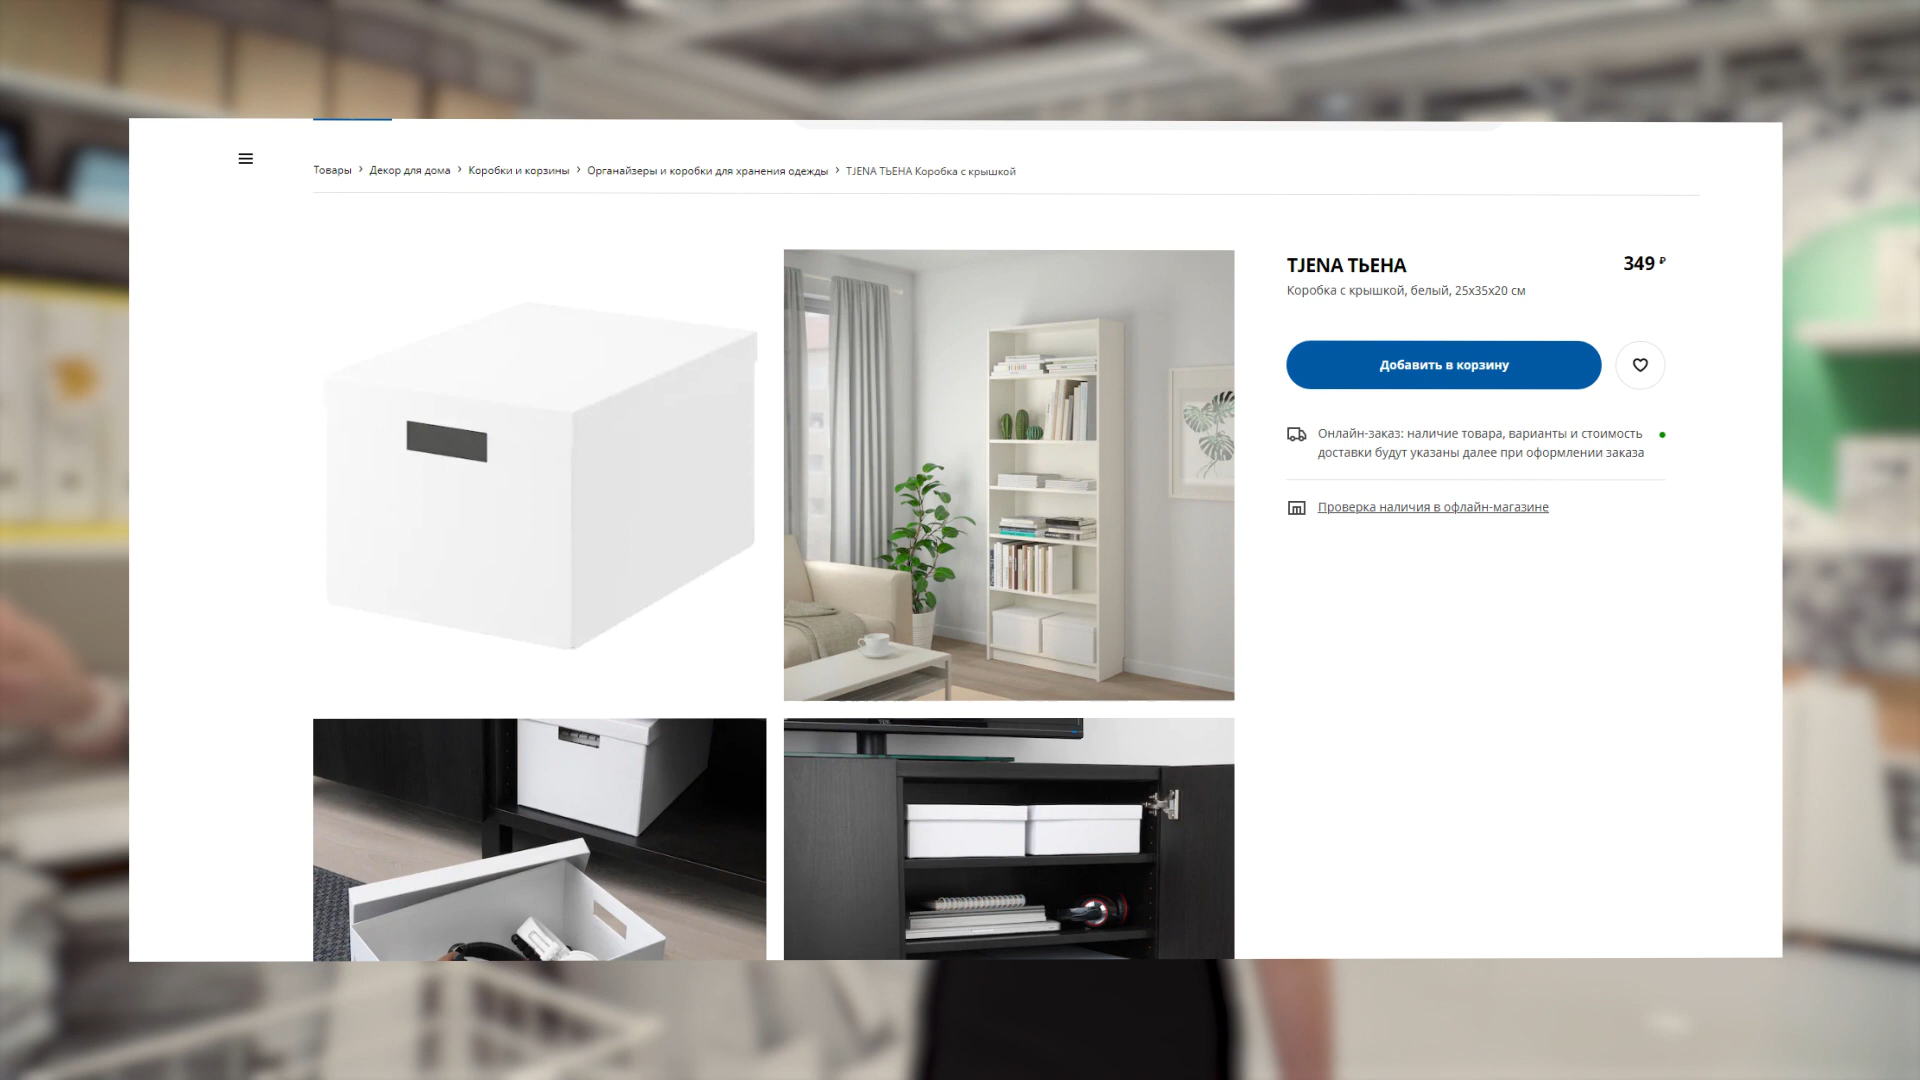 Товары > Декор для дома > Коробки и корзины > Органайзеры и коробки для хранения одежды > TJENA ТЬЕНА Коробка с крышкой
TJENA ТЬЕНА 349 ₽
Коробка с крышкой, белый, 25x35x20 см
Добавить в корзину
Онлайн-заказ: наличие товара, варианты и стоимость
доставки будут указаны далее при оформлении заказа
Проверка наличия в офлайн-магазине